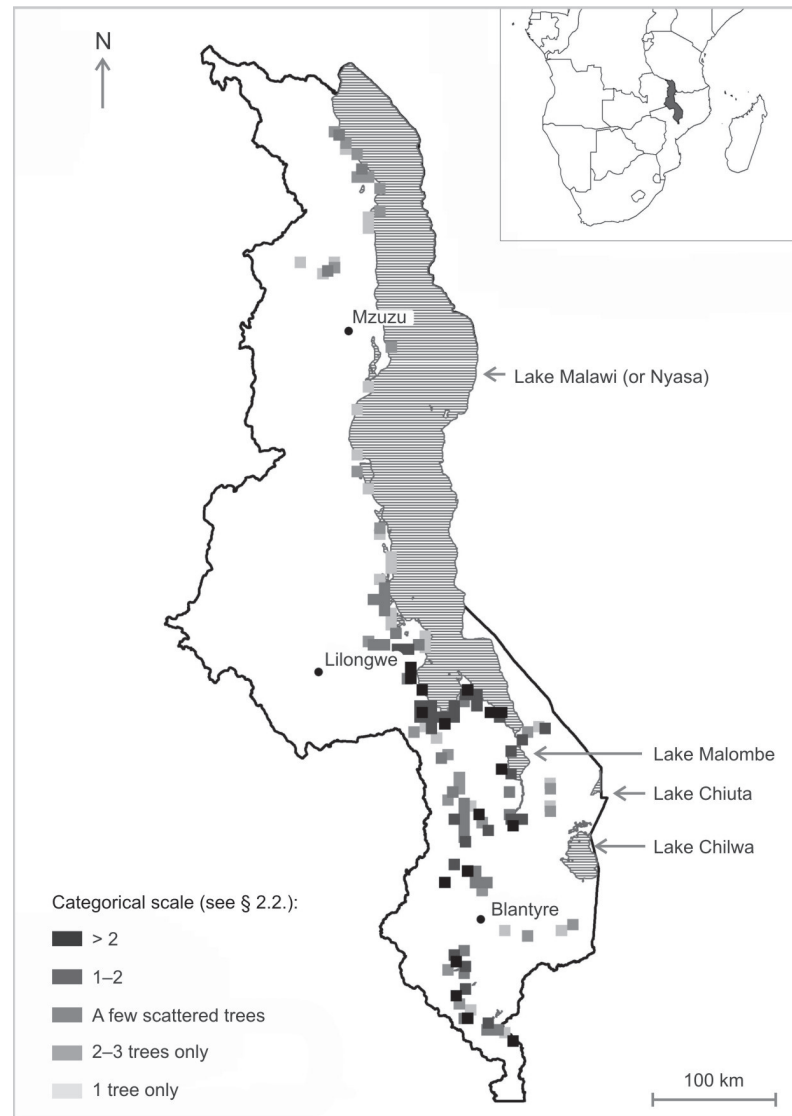 N
Mzuzu
Lake Malawi (or Nyasa)
Lilongwe
Lake Malombe
Lake Chiuta
Lake Chilwa
Blantyre
Categorical scale (see § 2.2.):
> 2
1–2
A few scattered trees
2–3 trees only
1 tree only
100 km